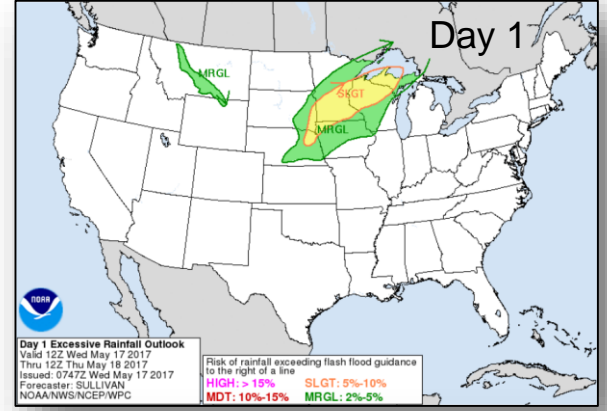 Day 1
MRGL
SLGT
MRGL
NOAA
Day 1 Excessive Rainfall Outlook
Valid 12Z Wed May 17 2017
Thru 12Z Thu May 18 2017
Issued: 0747Z Wed May 17 2017
Forecaster: SULLIVAN
NOAA/NWS/NCEP/WPC
Risk of rainfall exceeding flash flood guidance
to the right of a line
HIGH: > 15% SLGT: 5%-10%
MDT: 10%-15% MRGL: 2%-5%